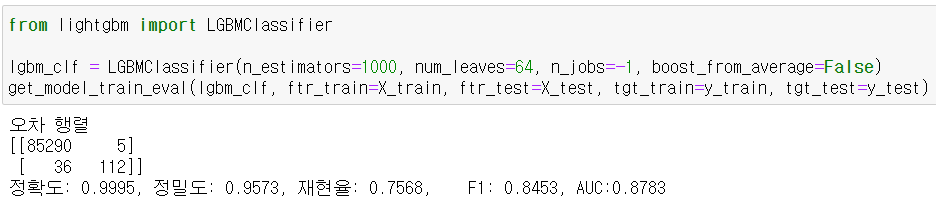 from lightgbm import LGBMClassifier
lgbm_clf = LGBMClassifier(n_estimators=1000, num_leaves=64, n_jobs=-1, boost_from_average=False)
get_model_train_eval(lgbm_clf, ftr_train=X_train, ftr_test=X_test, tgt_train=y_train, tgt_test=y_test)
오차 행렬
[[85290     5]
 [   36   112]]
정확도: 0.9995, 정밀도: 0.9573, 재현율: 0.7568,    F1: 0.8453, AUC:0.8783